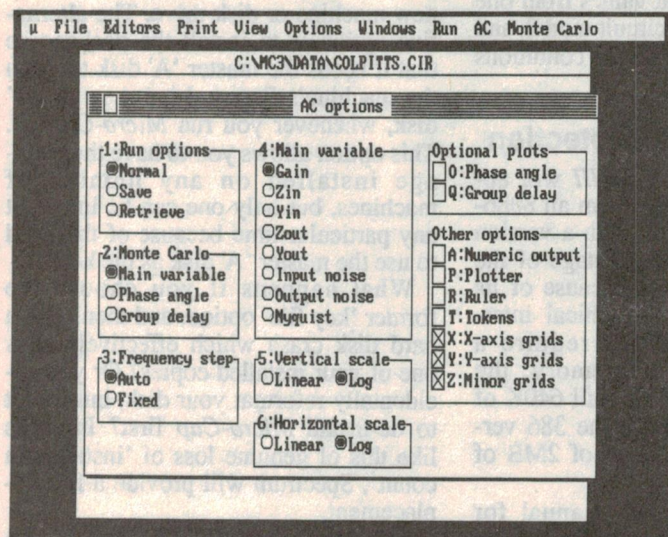 µ File Editors Print View Options Windows Run AC Monte Carlo
C:\MC3\DATA\COLPITTS.CIR
AC options
1:Run options
Normal
Save
Retrieve
2:Monte Carlo
Main variable
Phase angle
Group delay
3:Frequency step
Auto
Fixed
4:Main variable
Gain
Zin
Yin
Zout
Yout
Input noise
Output noise
Nyquist
5:Vertical scale
Linear Log
6:Horizontal scale
Linear Log
Optional plots
O:Phase angle
Q:Group delay
Other options
A:Numeric output
P:Plotter
R:Ruler
T:Tokens
X:X-axis grids
Y:Y-axis grids
Z:Minor grids